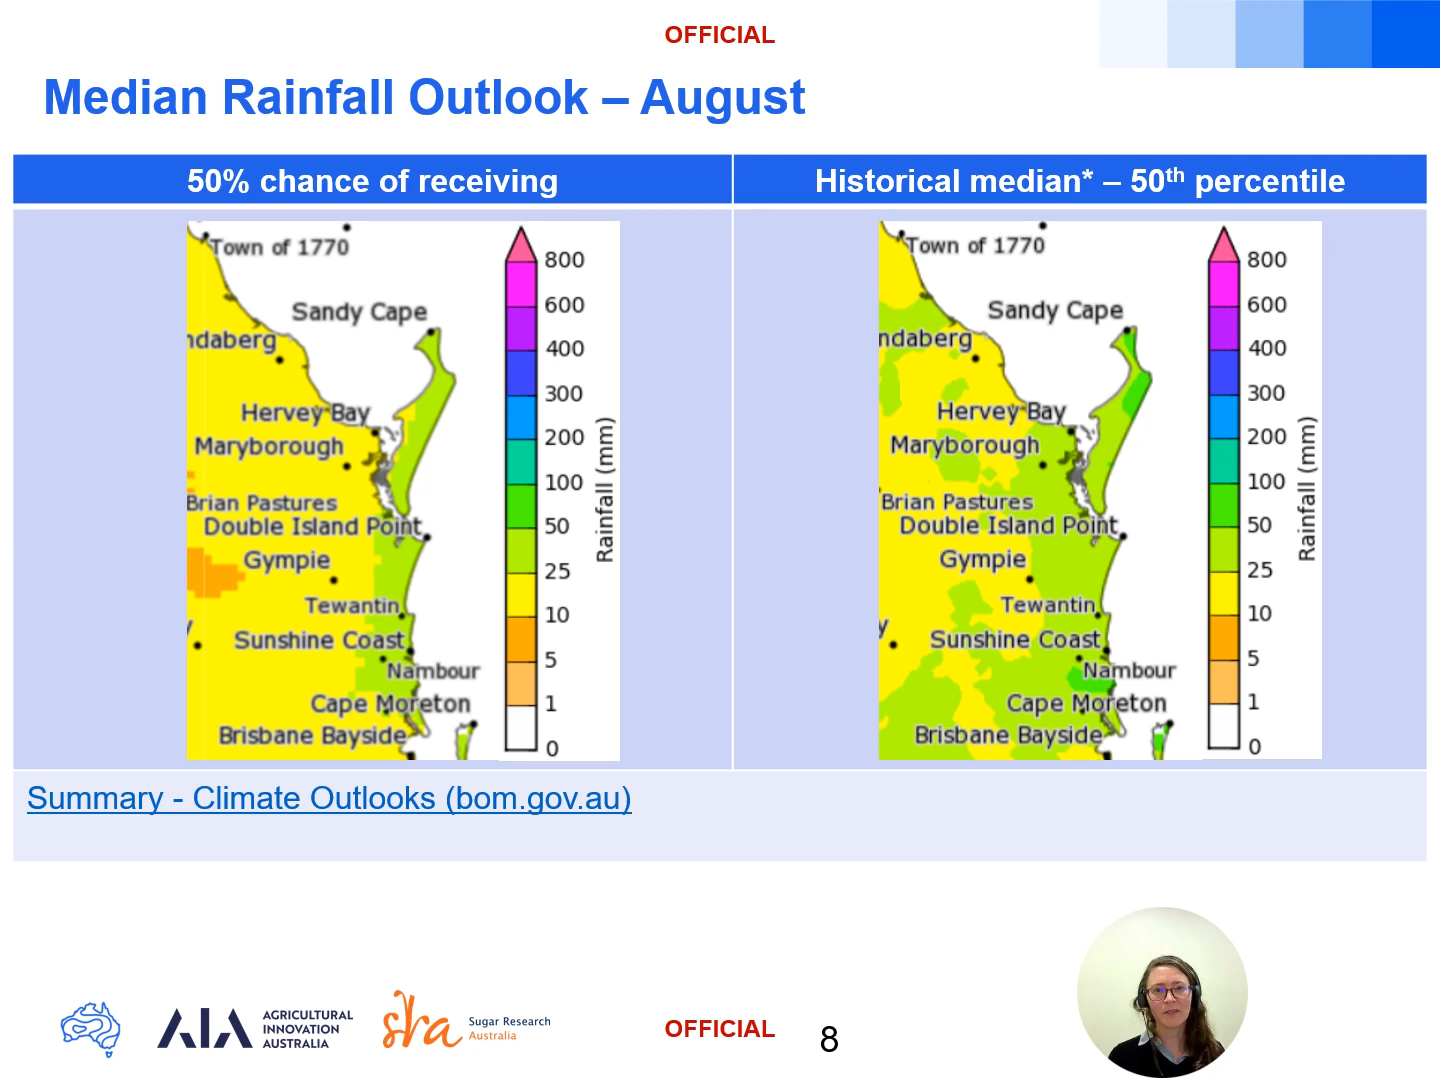 OFFICIAL
Median Rainfall Outlook – August
50% chance of receiving
Historical median* – 50th percentile
Town of 1770
Sandy Cape
ndaberg
Hervey Bay
Maryborough
Brian Pastures
Double Island Point
Gympie
Tewantin
y
Sunshine Coast
Nambour
Cape Moreton
Brisbane Bayside
800
600
400
300
200
100
50
25
10
5
1
0
Rainfall (mm)
Town of 1770
Sandy Cape
ndaberg
Hervey Bay
Maryborough
Brian Pastures
Double Island Point
Gympie
Tewantin
y
Sunshine Coast
Nambour
Cape Moreton
Brisbane Bayside
800
600
400
300
200
100
50
25
10
5
1
0
Rainfall (mm)
Summary - Climate Outlooks (bom.gov.au)
AIA
AGRICULTURAL
INNOVATION
AUSTRALIA
sra
Sugar Research
Australia
OFFICIAL
8